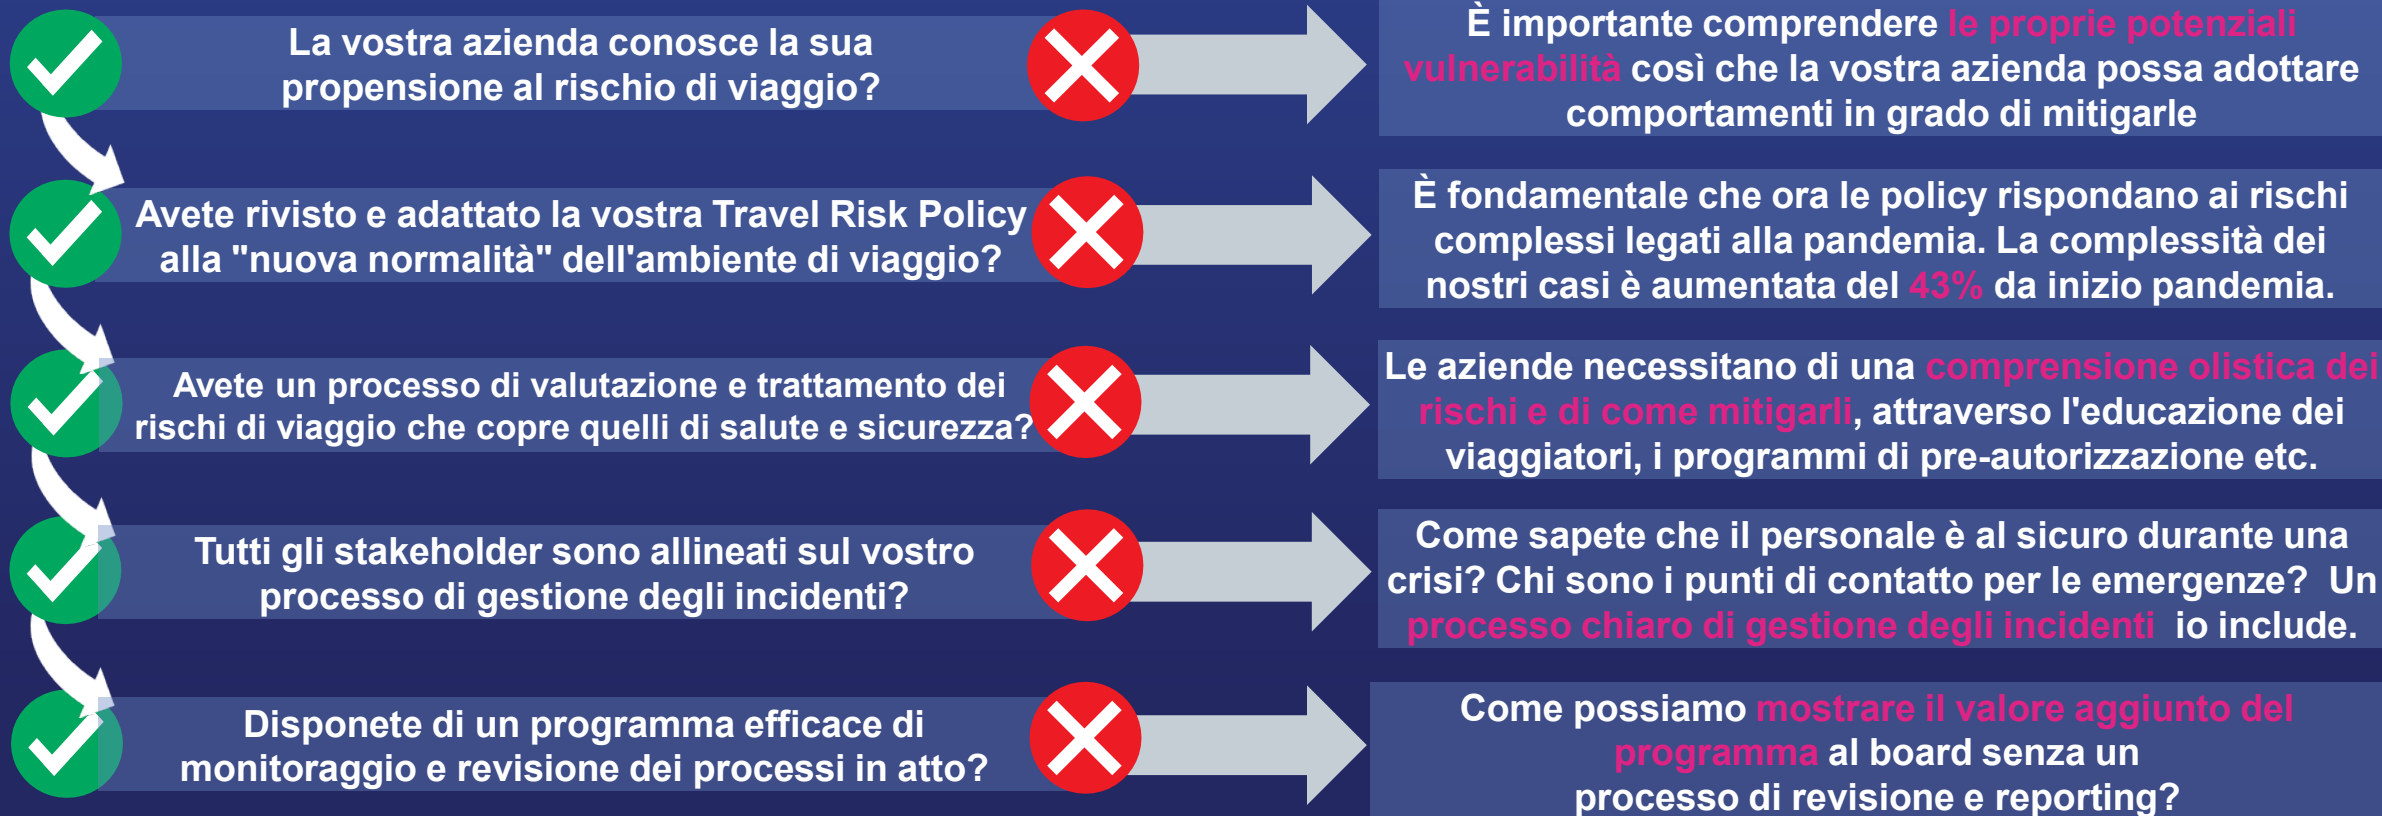 La vostra azienda conosce la sua
propensione al rischio di viaggio?
È importante comprendere le proprie potenziali
vulnerabilità così che la vostra azienda possa adottare
comportamenti in grado di mitigarle
Avete rivisto e adattato la vostra Travel Risk Policy
alla "nuova normalità" dell'ambiente di viaggio?
È fondamentale che ora le policy rispondano ai rischi
complessi legati alla pandemia. La complessità dei
nostri casi è aumentata del 43% da inizio pandemia.
Avete un processo di valutazione e trattamento dei
rischi di viaggio che copre quelli di salute e sicurezza?
Le aziende necessitano di una comprensione olistica dei
rischi e di come mitigarli, attraverso l'educazione dei
viaggiatori, i programmi di pre-autorizzazione etc.
Tutti gli stakeholder sono allineati sul vostro
processo di gestione degli incidenti?
Come sapete che il personale è al sicuro durante una
crisi? Chi sono i punti di contatto per le emergenze? Un
processo chiaro di gestione degli incidenti io include.
Disponete di un programma efficace di
monitoraggio e revisione dei processi in atto?
Come possiamo mostrare il valore aggiunto del
programma al board senza un
processo di revisione e reporting?